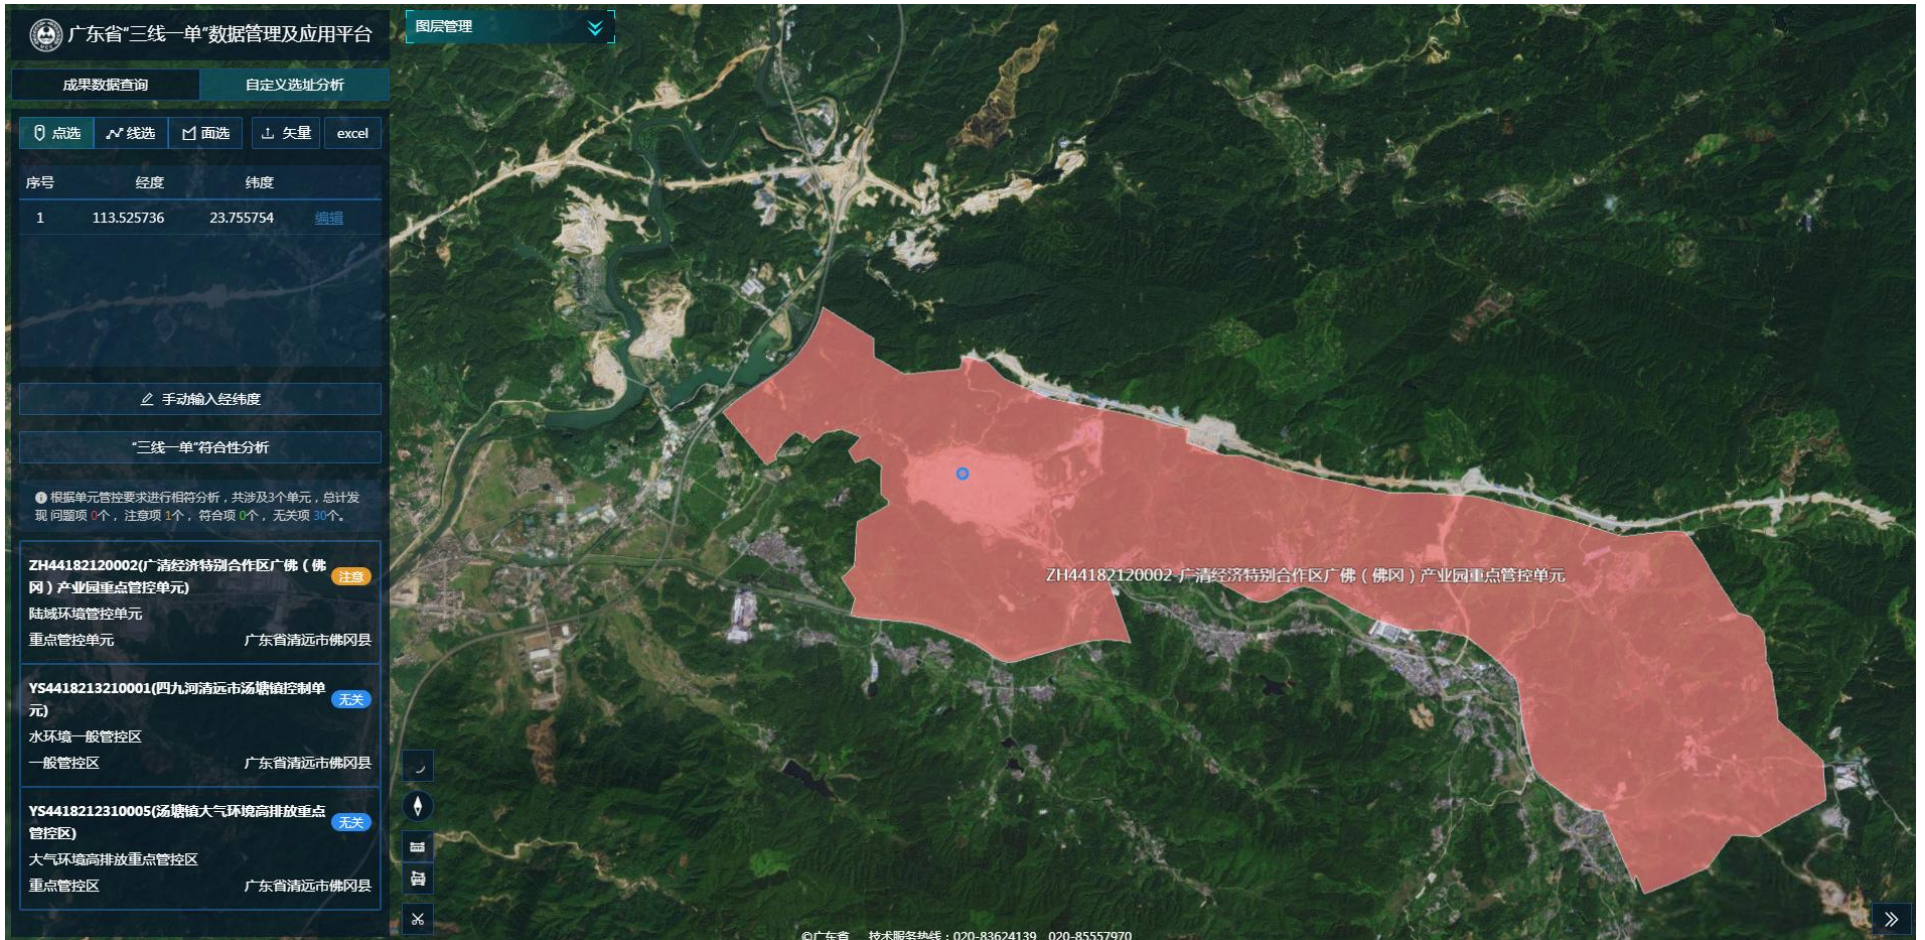 广东省“三线一单”数据管理及应用平台
图层管理
成果数据查询 自定义选址分析
点选 线选 面选 矢量 excel
序号 经度 纬度
1 113.525736 23.755754 编辑
手动输入经纬度
“三线一单”符合性分析
根据单元管控要求进行相符分析，共涉及3个单元，总计发
现 问题项 0个， 注意项 1个， 符合项 0个， 无关项 30个。
ZH44182120002(广清经济特别合作区广佛（佛
冈）产业园重点管控单元)
注意
陆域环境管控单元
重点管控单元 广东省清远市佛冈县
YS4418213210001(四九河清远市汤塘镇控制单
元)
无关
水环境一般管控区
一般管控区 广东省清远市佛冈县
YS4418212310005(汤塘镇大气环境高排放重点
管控区)
无关
大气环境高排放重点管控区
重点管控区 广东省清远市佛冈县
ZH44182120002-广清经济特别合作区广佛（佛冈）产业园重点管控单元
©广东省 技术服务热线：020-83624139 020-85557970